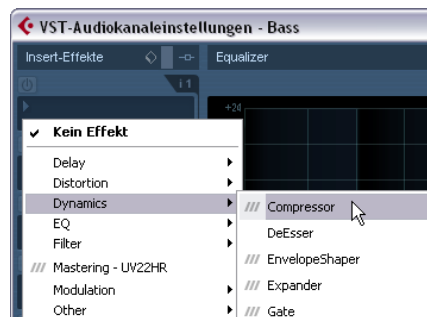 VST-Audiokanaleinstellungen - Bass
Insert-Effekte
Equalizer
i 1
+24
Kein Effekt
Delay
Distortion
Dynamics
EQ
Filter
Mastering - UV22HR
Modulation
Other
Compressor
DeEsser
EnvelopeShaper
Expander
Gate